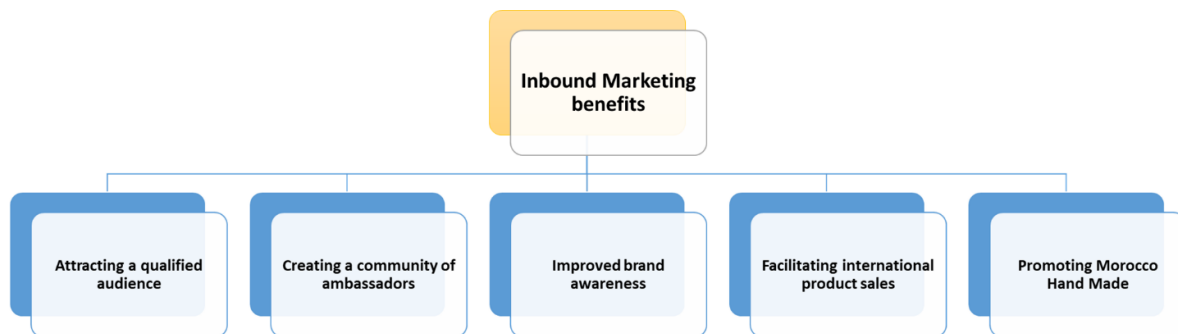 Inbound Marketing
benefits
Attracting a qualified
audience
Creating a community of
ambassadors
Improved brand
awareness
Facilitating international
product sales
Promoting Morocco
Hand Made